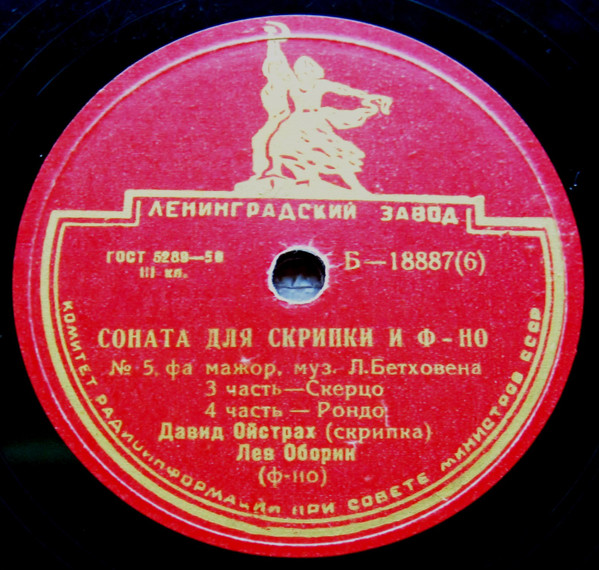 ЛЕНИНГРАДСКИЙ ЗАВОД
ГОСТ 5289—50
III кл.
Б—18887(6)
СОНАТА ДЛЯ СКРИПКИ И Ф-НО
№ 5, фа мажор, муз. Л.Бетховена
3 часть—Скерцо
4 часть — Рондо
Давид Ойстрах (скрипка)
Лев Оборин
(ф-но)
КОМИТЕТ РАДИОИНФОРМАЦИИ ПРИ СОВЕТЕ МИНИСТРОВ СССР